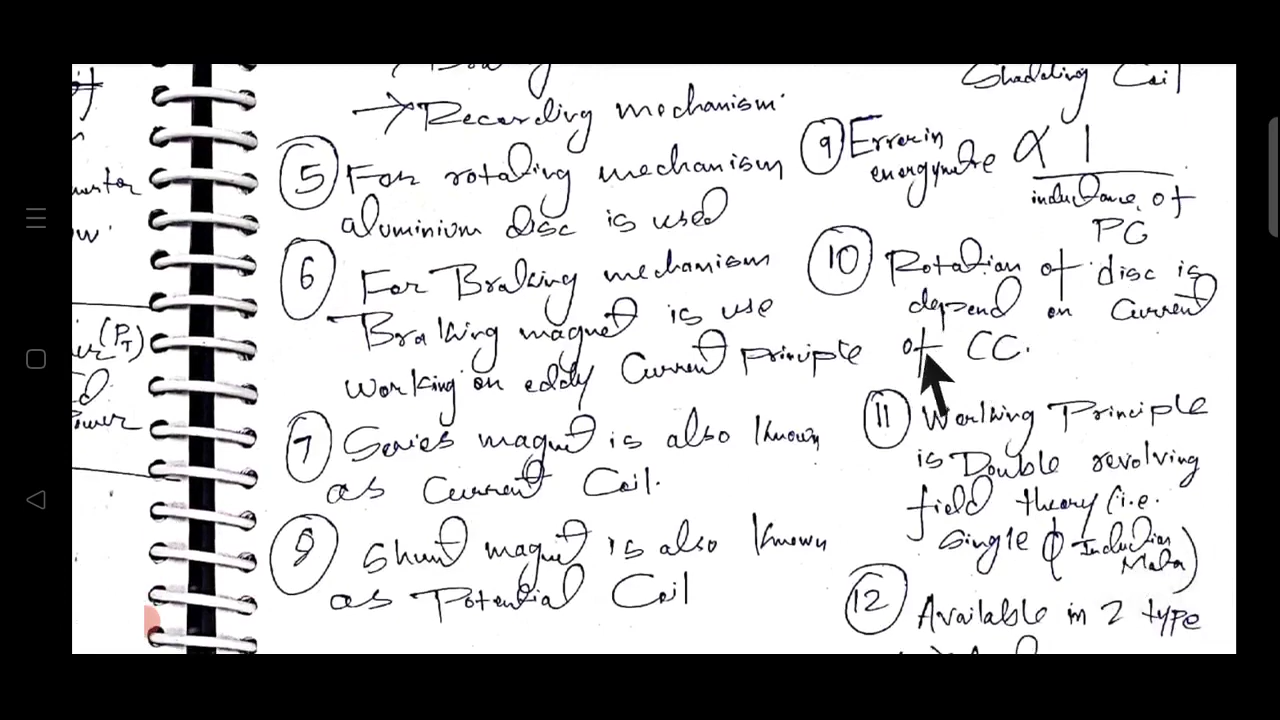 → Recording mechanism
5 For rotating mechanism
aluminium disc is used
6 For Braking mechanism
Braking magnet is use
working on eddy Current principle
7 Series magnet is also known
as Current Coil.
8 Shunt magnet is also known
as Potential Coil
Shadding Coil
9 Error in
energymetre ∝ 1
inductance of
PC
10 Rotation of disc is
depend on Current
of CC.
11 Working Principle
is Double revolving
field theory (i.e.
Single ϕ Induction
Motor)
12 Available in 2 type
Power